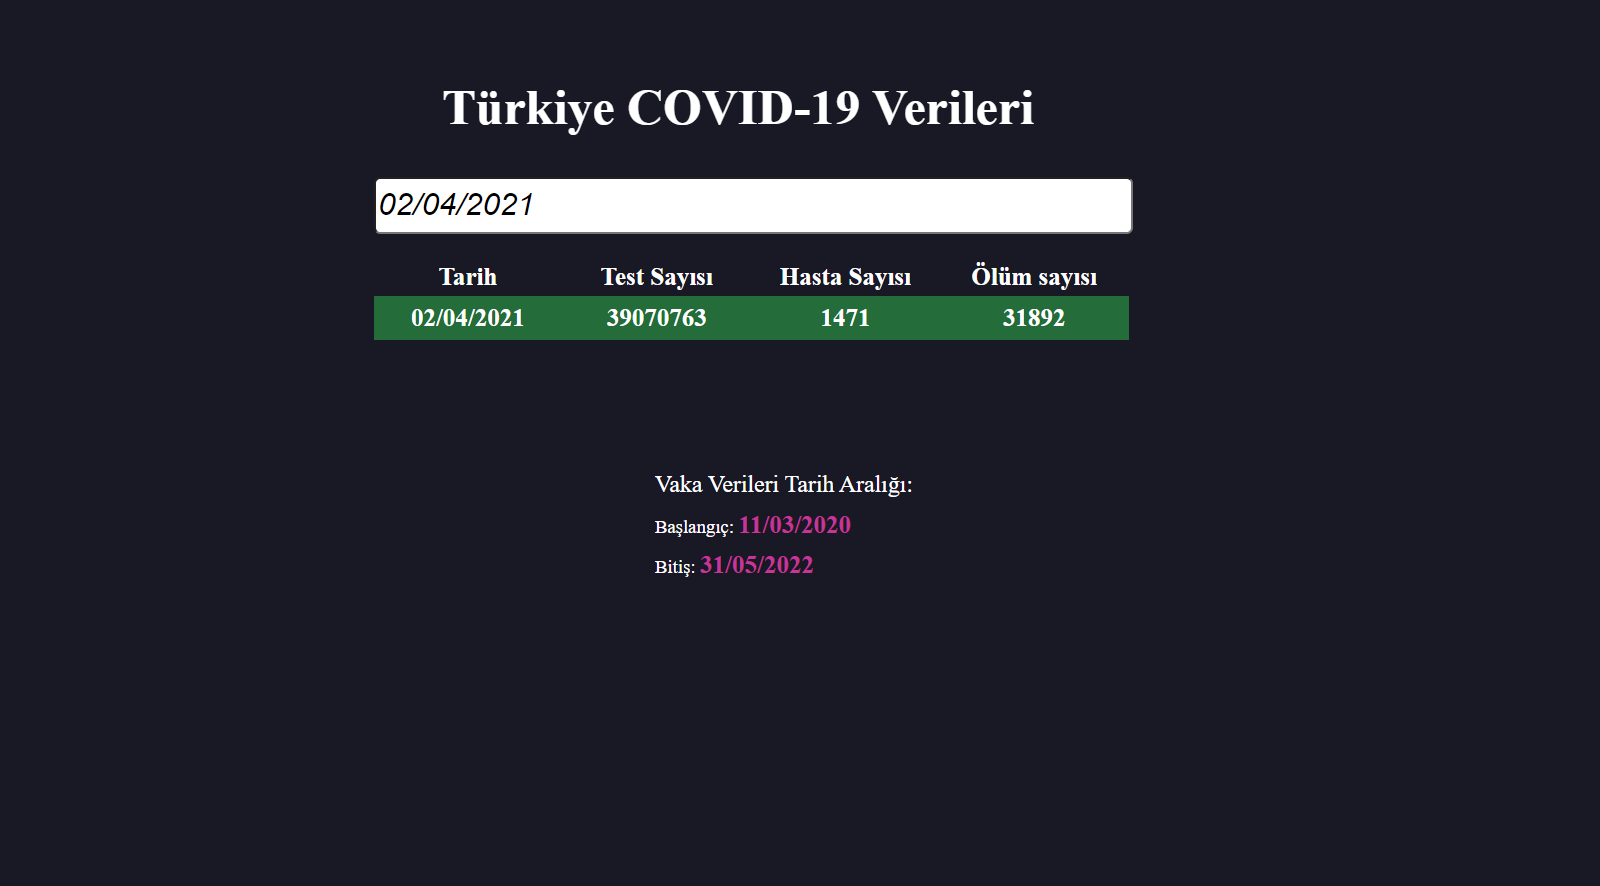 Türkiye COVID-19 Verileri
02/04/2021
Tarih Test Sayısı Hasta Sayısı Ölüm sayısı
02/04/2021 39070763 1471 31892
Vaka Verileri Tarih Aralığı:
Başlangıç: 11/03/2020
Bitiş: 31/05/2022